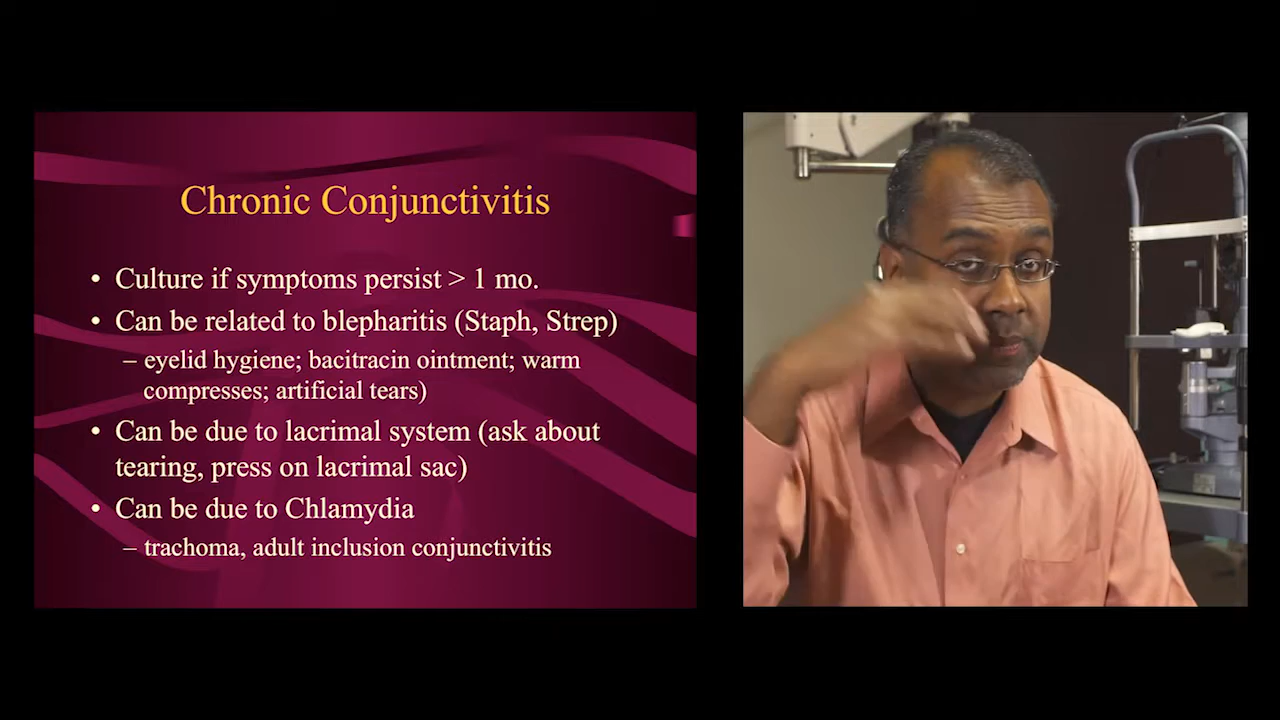 Chronic Conjunctivitis
• Culture if symptoms persist > 1 mo.
• Can be related to blepharitis (Staph, Strep)
– eyelid hygiene; bacitracin ointment; warm
compresses; artificial tears)
• Can be due to lacrimal system (ask about
tearing, press on lacrimal sac)
• Can be due to Chlamydia
– trachoma, adult inclusion conjunctivitis